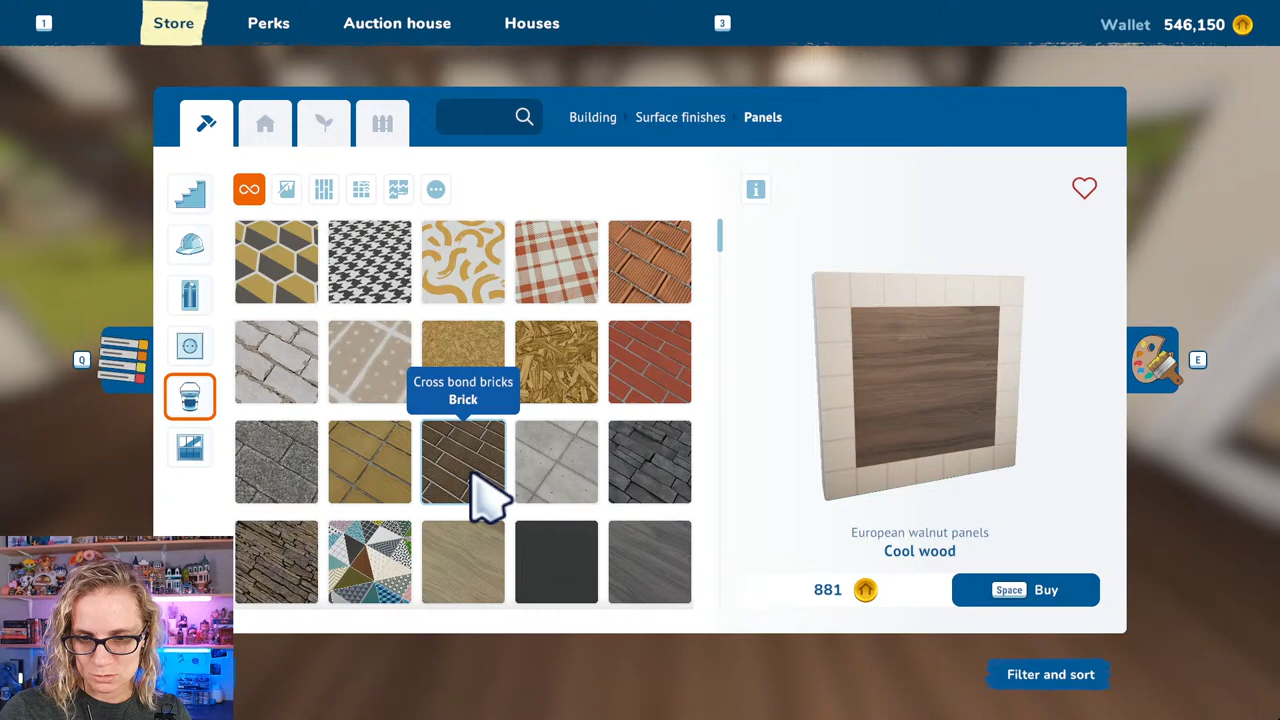 1
Store
Perks
Auction house
Houses
3
Wallet 546,150
Building
Surface finishes
Panels
Q
E
Cross bond bricks
Brick
European walnut panels
Cool wood
881
Space Buy
Filter and sort